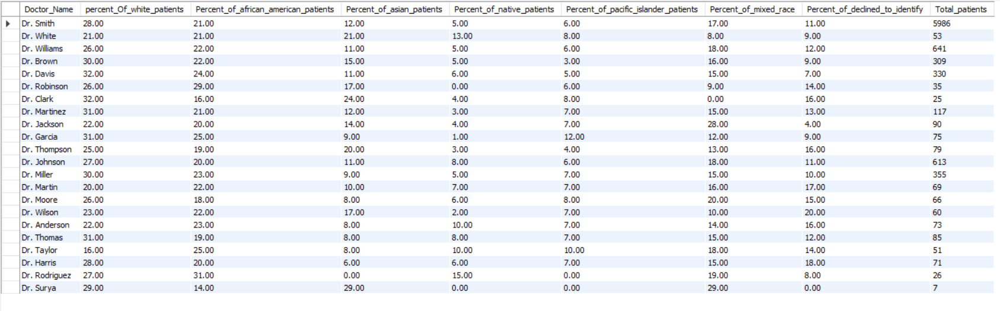 Doctor_Name percent_Of_white_patients Percent_of_african_american_patients Percent_of_asian_patients Percent_of_native_patients Percent_of_pacific_islander_patients Percent_of_mixed_race Percent_of_declined_to_identify Total_patients
Dr. Smith 28.00 21.00 12.00 5.00 6.00 17.00 11.00 5986
Dr. White 21.00 21.00 21.00 13.00 8.00 8.00 9.00 53
Dr. Williams 26.00 22.00 11.00 5.00 6.00 18.00 12.00 641
Dr. Brown 30.00 22.00 15.00 5.00 3.00 16.00 9.00 309
Dr. Davis 32.00 24.00 11.00 6.00 5.00 15.00 7.00 330
Dr. Robinson 26.00 29.00 17.00 0.00 6.00 9.00 14.00 35
Dr. Clark 32.00 16.00 24.00 4.00 8.00 0.00 16.00 25
Dr. Martinez 31.00 21.00 12.00 3.00 7.00 15.00 13.00 117
Dr. Jackson 22.00 20.00 14.00 4.00 7.00 28.00 4.00 90
Dr. Garcia 31.00 25.00 9.00 1.00 12.00 12.00 9.00 75
Dr. Thompson 25.00 19.00 20.00 3.00 4.00 13.00 16.00 79
Dr. Johnson 27.00 20.00 11.00 8.00 6.00 18.00 11.00 613
Dr. Miller 30.00 23.00 9.00 5.00 7.00 15.00 10.00 355
Dr. Martin 20.00 22.00 10.00 7.00 7.00 16.00 17.00 69
Dr. Moore 26.00 18.00 8.00 6.00 8.00 20.00 15.00 66
Dr. Wilson 23.00 22.00 17.00 2.00 7.00 10.00 20.00 60
Dr. Anderson 22.00 23.00 8.00 10.00 7.00 14.00 16.00 73
Dr. Thomas 31.00 19.00 8.00 8.00 7.00 15.00 12.00 85
Dr. Taylor 16.00 25.00 8.00 10.00 10.00 18.00 14.00 51
Dr. Harris 28.00 20.00 6.00 6.00 7.00 15.00 18.00 71
Dr. Rodriguez 27.00 31.00 0.00 15.00 0.00 19.00 8.00 26
Dr. Surya 29.00 14.00 29.00 0.00 0.00 29.00 0.00 7